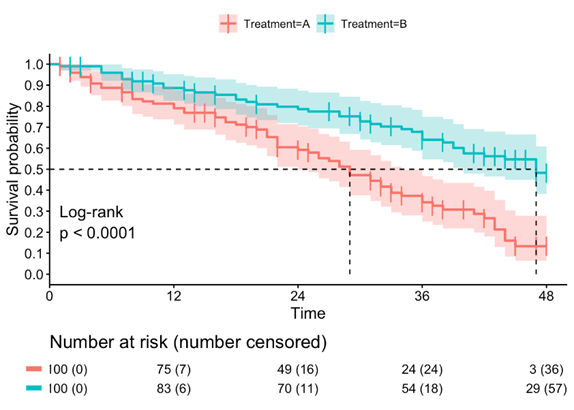 Treatment=A Treatment=B
1.0
0.9
0.8
0.7
0.6
0.5
0.4
0.3
0.2
0.1
0.0
Survival probability
Log-rank
p < 0.0001
0 12 24 36 48
Time
Number at risk (number censored)
100 (0) 75 (7) 49 (16) 24 (24) 3 (36)
100 (0) 83 (6) 70 (11) 54 (18) 29 (57)